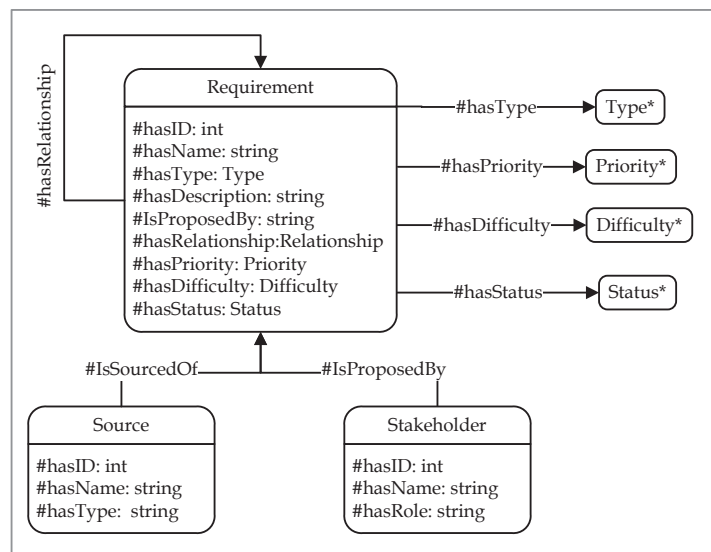 #hasRelationship
Requirement
#hasID: int
#hasName: string
#hasType: Type
#hasDescription: string
#IsProposedBy: string
#hasRelationship:Relationship
#hasPriority: Priority
#hasDifficulty: Difficulty
#hasStatus: Status
#hasType
Type*
#hasPriority
Priority*
#hasDifficulty
Difficulty*
#hasStatus
Status*
#IsSourcedOf
#IsProposedBy
Source
#hasID: int
#hasName: string
#hasType:  string
Stakeholder
#hasID: int
#hasName: string
#hasRole: string